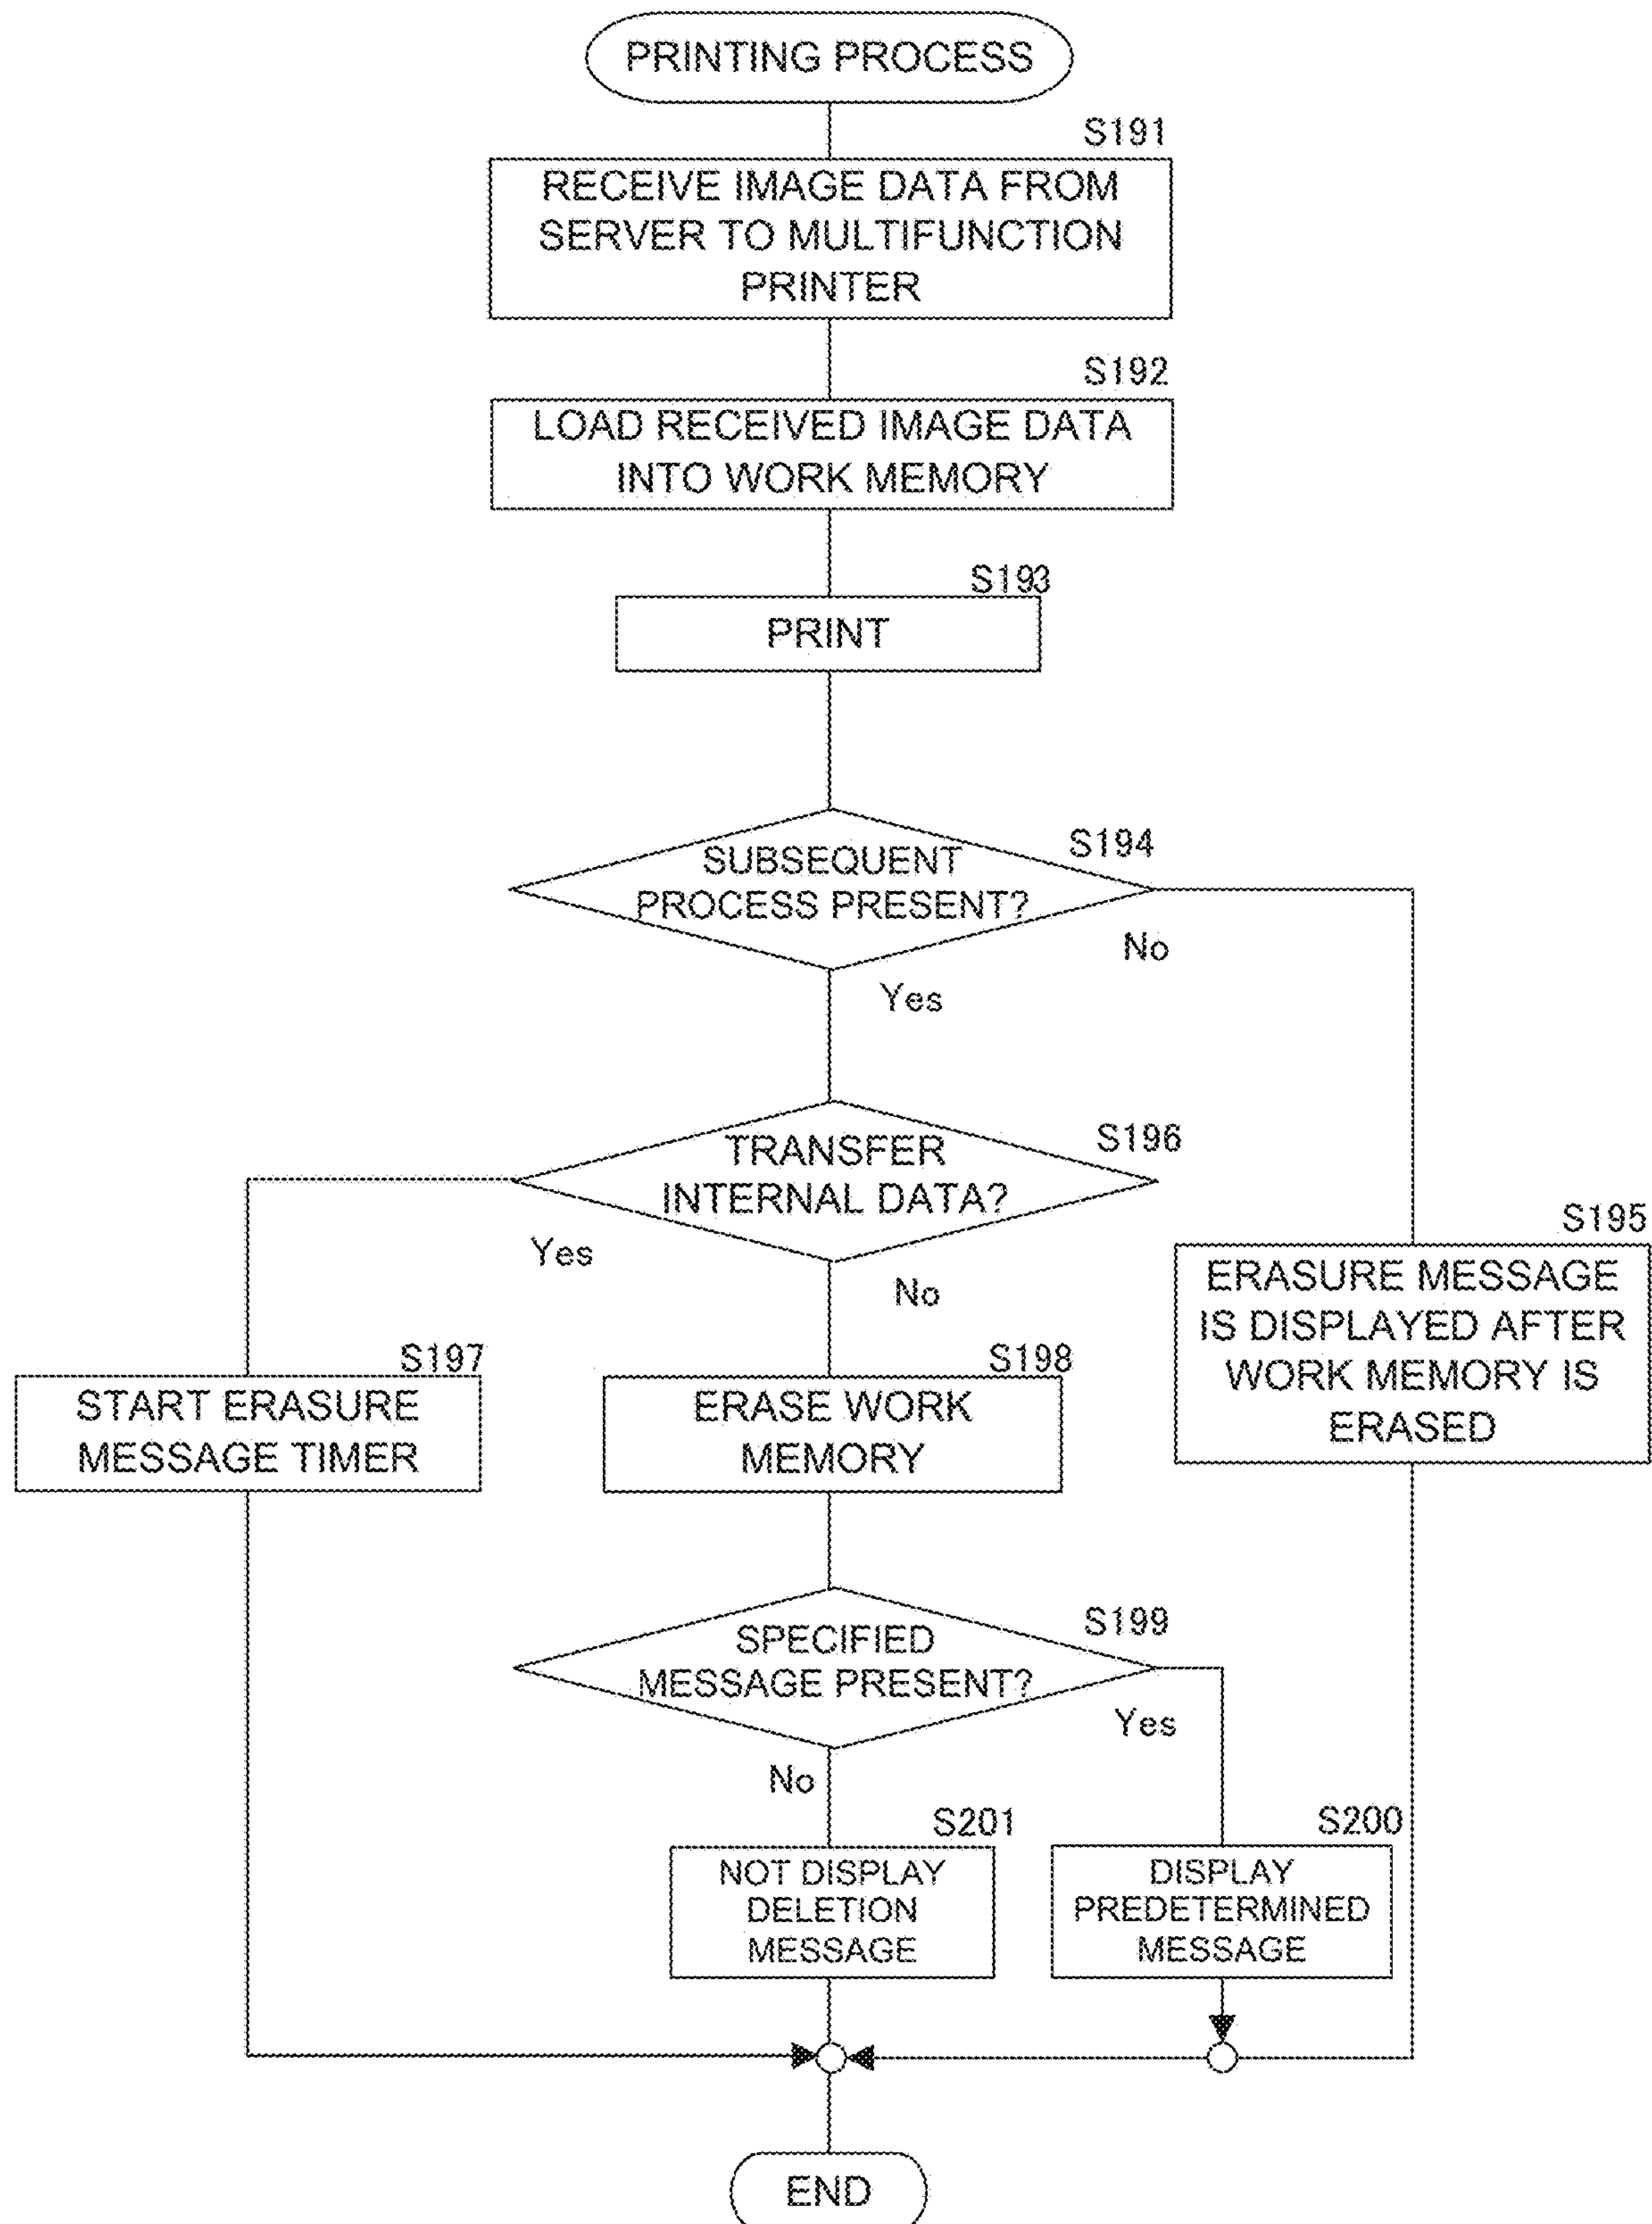 PRINTING PROCESS
S191
RECEIVE IMAGE DATA FROM
SERVER TO MULTIFUNCTION
PRINTER
S192
LOAD RECEIVED IMAGE DATA
INTO WORK MEMORY
S193
PRINT
S194
SUBSEQUENT
PROCESS PRESENT?
No
Yes
S196
TRANSFER
INTERNAL DATA?
Yes
No
S195
ERASURE MESSAGE
IS DISPLAYED AFTER
WORK MEMORY IS
ERASED
S197
START ERASURE
MESSAGE TIMER
S198
ERASE WORK
MEMORY
S199
SPECIFIED
MESSAGE PRESENT?
Yes
No
S201
NOT DISPLAY
DELETION
MESSAGE
S200
DISPLAY
PREDETERMINED
MESSAGE
END